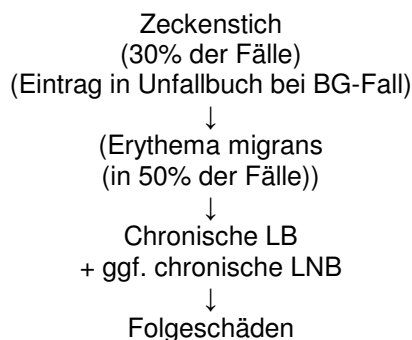 Zeckenstich
(30% der Fälle)
(Eintrag in Unfallbuch bei BG-Fall)
↓
(Erythema migrans
(in 50% der Fälle))
↓
Chronische LB
+ ggf. chronische LNB
↓
Folgeschäden